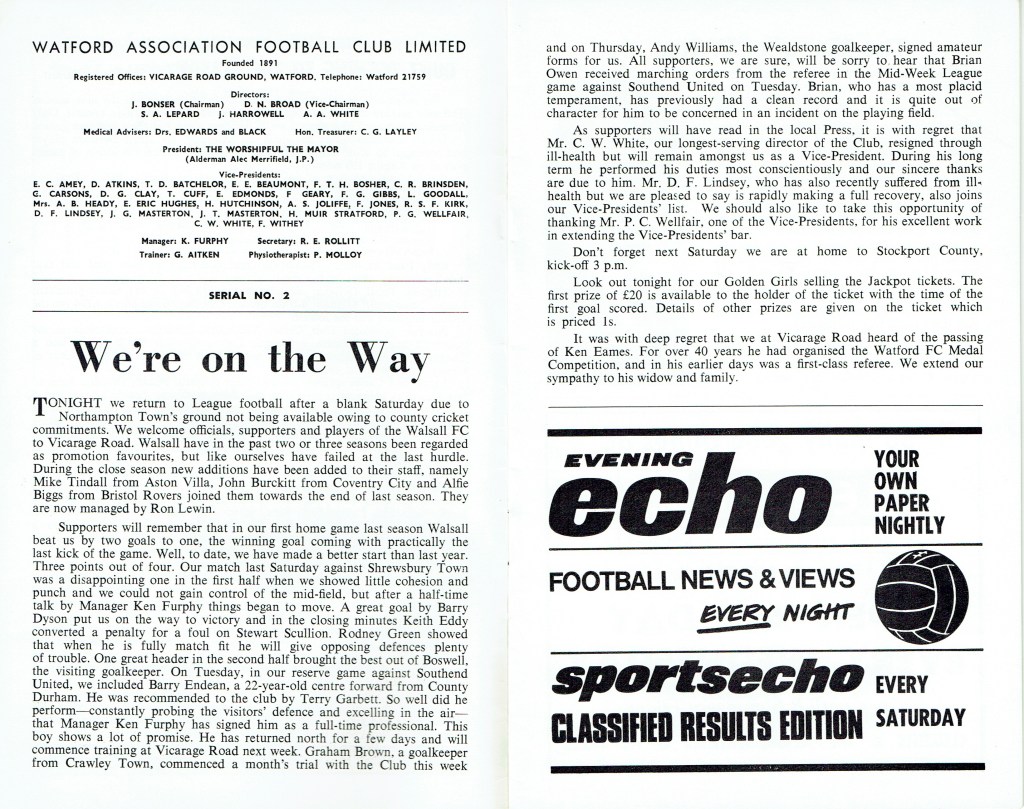 WATFORD ASSOCIATION FOOTBALL CLUB LIMITED
Founded 1891
Registered Offices: VICARAGE ROAD GROUND, WATFORD. Telephone: Watford 21759
Directors:
J. BONSER (Chairman) D. N. BROAD (Vice-Chairman)
S. A. LEPARD J. HARROWELL A. A. WHITE
Medical Advisers: Drs. EDWARDS and BLACK Hon. Treasurer: C. G. LAYLEY
President: THE WORSHIPFUL THE MAYOR
(Alderman Alec Merrifield, J.P.)
Vice-Presidents:
E. C. AMEY, D. ATKINS, T. D. BATCHELOR, E. E. BEAUMONT, F. T. H. BOSHER, C. R. BRINSDEN,
G. CARSONS, D. G. CLAY, T. CUFF, E. EDMONDS, F GEARY, F. G. GIBBS, L. GOODALL,
Mrs. A. B. HEADY, E. ERIC HUGHES, H. HUTCHINSON, A. S. JOLIFFE, F. JONES, R. S. F. KIRK,
D. F. LINDSEY, J. G. MASTERTON, J. T. MASTERTON, H. MUIR STRATFORD, P. G. WELLFAIR,
C. W. WHITE, F. WITHEY
Manager: K. FURPHY Secretary: R. E. ROLLITT
Trainer: G. AITKEN Physiotherapist: P. MOLLOY
SERIAL NO. 2
We're on the Way
TONIGHT we return to League football after a blank Saturday due to
Northampton Town's ground not being available owing to county cricket
commitments. We welcome officials, supporters and players of the Walsall FC
to Vicarage Road. Walsall have in the past two or three seasons been regarded
as promotion favourites, but like ourselves have failed at the last hurdle.
During the close season new additions have been added to their staff, namely
Mike Tindall from Aston Villa, John Burckitt from Coventry City and Alfie
Biggs from Bristol Rovers joined them towards the end of last season. They
are now managed by Ron Lewin.
Supporters will remember that in our first home game last season Walsall
beat us by two goals to one, the winning goal coming with practically the
last kick of the game. Well, to date, we have made a better start than last year.
Three points out of four. Our match last Saturday against Shrewsbury Town
was a disappointing one in the first half when we showed little cohesion and
punch and we could not gain control of the mid-field, but after a half-time
talk by Manager Ken Furphy things began to move. A great goal by Barry
Dyson put us on the way to victory and in the closing minutes Keith Eddy
converted a penalty for a foul on Stewart Scullion. Rodney Green showed
that when he is fully match fit he will give opposing defences plenty
of trouble. One great header in the second half brought the best out of Boswell,
the visiting goalkeeper. On Tuesday, in our reserve game against Southend
United, we included Barry Endean, a 22-year-old centre forward from County
Durham. He was recommended to the club by Terry Garbett. So well did he
perform—constantly probing the visitors' defence and excelling in the air—
that Manager Ken Furphy has signed him as a full-time professional. This
boy shows a lot of promise. He has returned north for a few days and will
commence training at Vicarage Road next week. Graham Brown, a goalkeeper
from Crawley Town, commenced a month's trial with the Club this week
and on Thursday, Andy Williams, the Wealdstone goalkeeper, signed amateur
forms for us. All supporters, we are sure, will be sorry to hear that Brian
Owen received marching orders from the referee in the Mid-Week League
game against Southend United on Tuesday. Brian, who has a most placid
temperament, has previously had a clean record and it is quite out of
character for him to be concerned in an incident on the playing field.
As supporters will have read in the local Press, it is with regret that
Mr. C. W. White, our longest-serving director of the Club, resigned through
ill-health but will remain amongst us as a Vice-President. During his long
term he performed his duties most conscientiously and our sincere thanks
are due to him. Mr. D. F. Lindsey, who has also recently suffered from ill-
health but we are pleased to say is rapidly making a full recovery, also joins
our Vice-Presidents' list. We should also like to take this opportunity of
thanking Mr. P. C. Wellfair, one of the Vice-Presidents, for his excellent work
in extending the Vice-Presidents' bar.
Don't forget next Saturday we are at home to Stockport County,
kick-off 3 p.m.
Look out tonight for our Golden Girls selling the Jackpot tickets. The
first prize of £20 is available to the holder of the ticket with the time of the
first goal scored. Details of other prizes are given on the ticket which
is priced 1s.
It was with deep regret that we at Vicarage Road heard of the passing
of Ken Eames. For over 40 years he had organised the Watford FC Medal
Competition, and in his earlier days was a first-class referee. We extend our
sympathy to his widow and family.
EVENING
echo
YOUR
OWN
PAPER
NIGHTLY
FOOTBALL NEWS & VIEWS
EVERY NIGHT
sportsecho
CLASSIFIED RESULTS EDITION
EVERY
SATURDAY